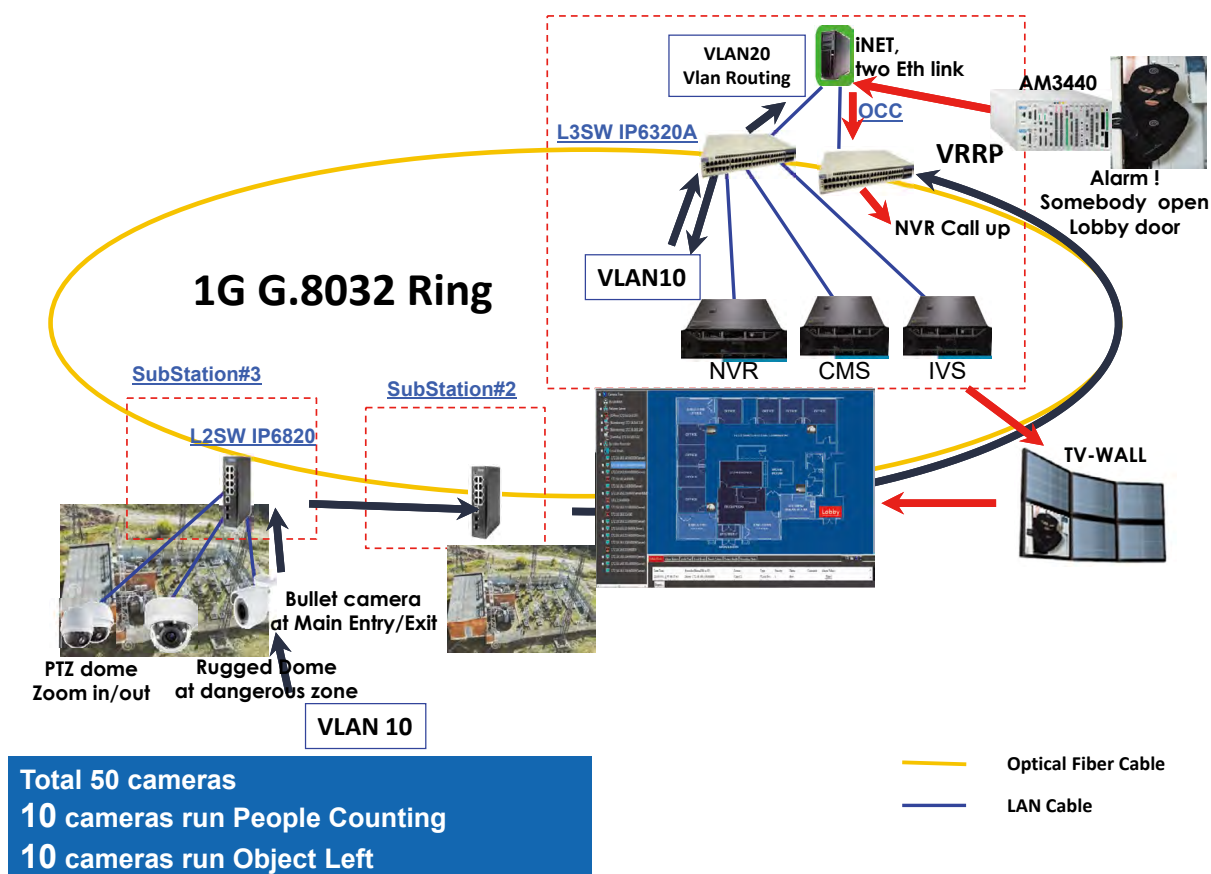 VLAN20
Vlan Routing
iNET,
two Eth link
AM3440
OCC
L3SW IP6320A
VRRP
Alarm !
Somebody open
Lobby door
NVR Call up
VLAN10
1G G.8032 Ring
NVR
CMS
IVS
SubStation#3
SubStation#2
L2SW IP6820
TV-WALL
Lobby
Bullet camera
at Main Entry/Exit
PTZ dome
Zoom in/out
Rugged Dome
at dangerous zone
VLAN 10
Total 50 cameras
10 cameras run People Counting
10 cameras run Object Left
Optical Fiber Cable
LAN Cable